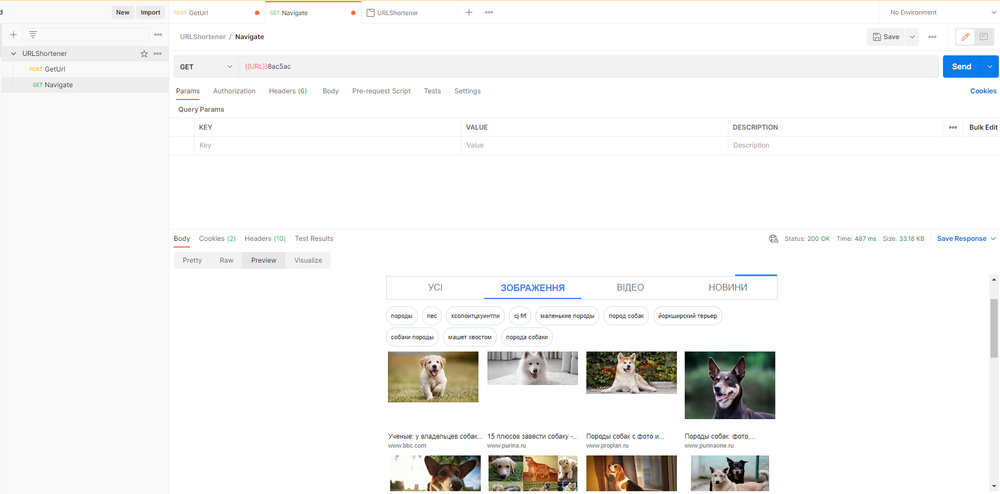 d
New
Import
POST GetUrl
GET Navigate
URLShortener
No Environment
URLShortener / Navigate
Save
URLShortener
POST GetUrl
GET Navigate
GET
{{URL}}8ac5ac
Send
Params
Authorization
Headers (6)
Body
Pre-request Script
Tests
Settings
Cookies
Query Params
KEY
VALUE
DESCRIPTION
Bulk Edit
Key
Value
Description
Body
Cookies (2)
Headers (10)
Test Results
Status: 200 OK
Time: 487 ms
Size: 33.18 KB
Save Response
Pretty
Raw
Preview
Visualize
УСІ
ЗОБРАЖЕННЯ
ВІДЕО
НОВИНИ
породы
пес
ксолоитцкуинтли
cj frf
маленькие породы
пород собак
йоркширский терьер
собаки породы
машет хвостом
порода собаки
Ученые: у владельцев собак...
www.bbc.com
15 плюсов завести собаку -...
www.purina.ru
Породы собак с фото и...
www.proplan.ru
Породы собак: фото,...
www.purinaone.ru